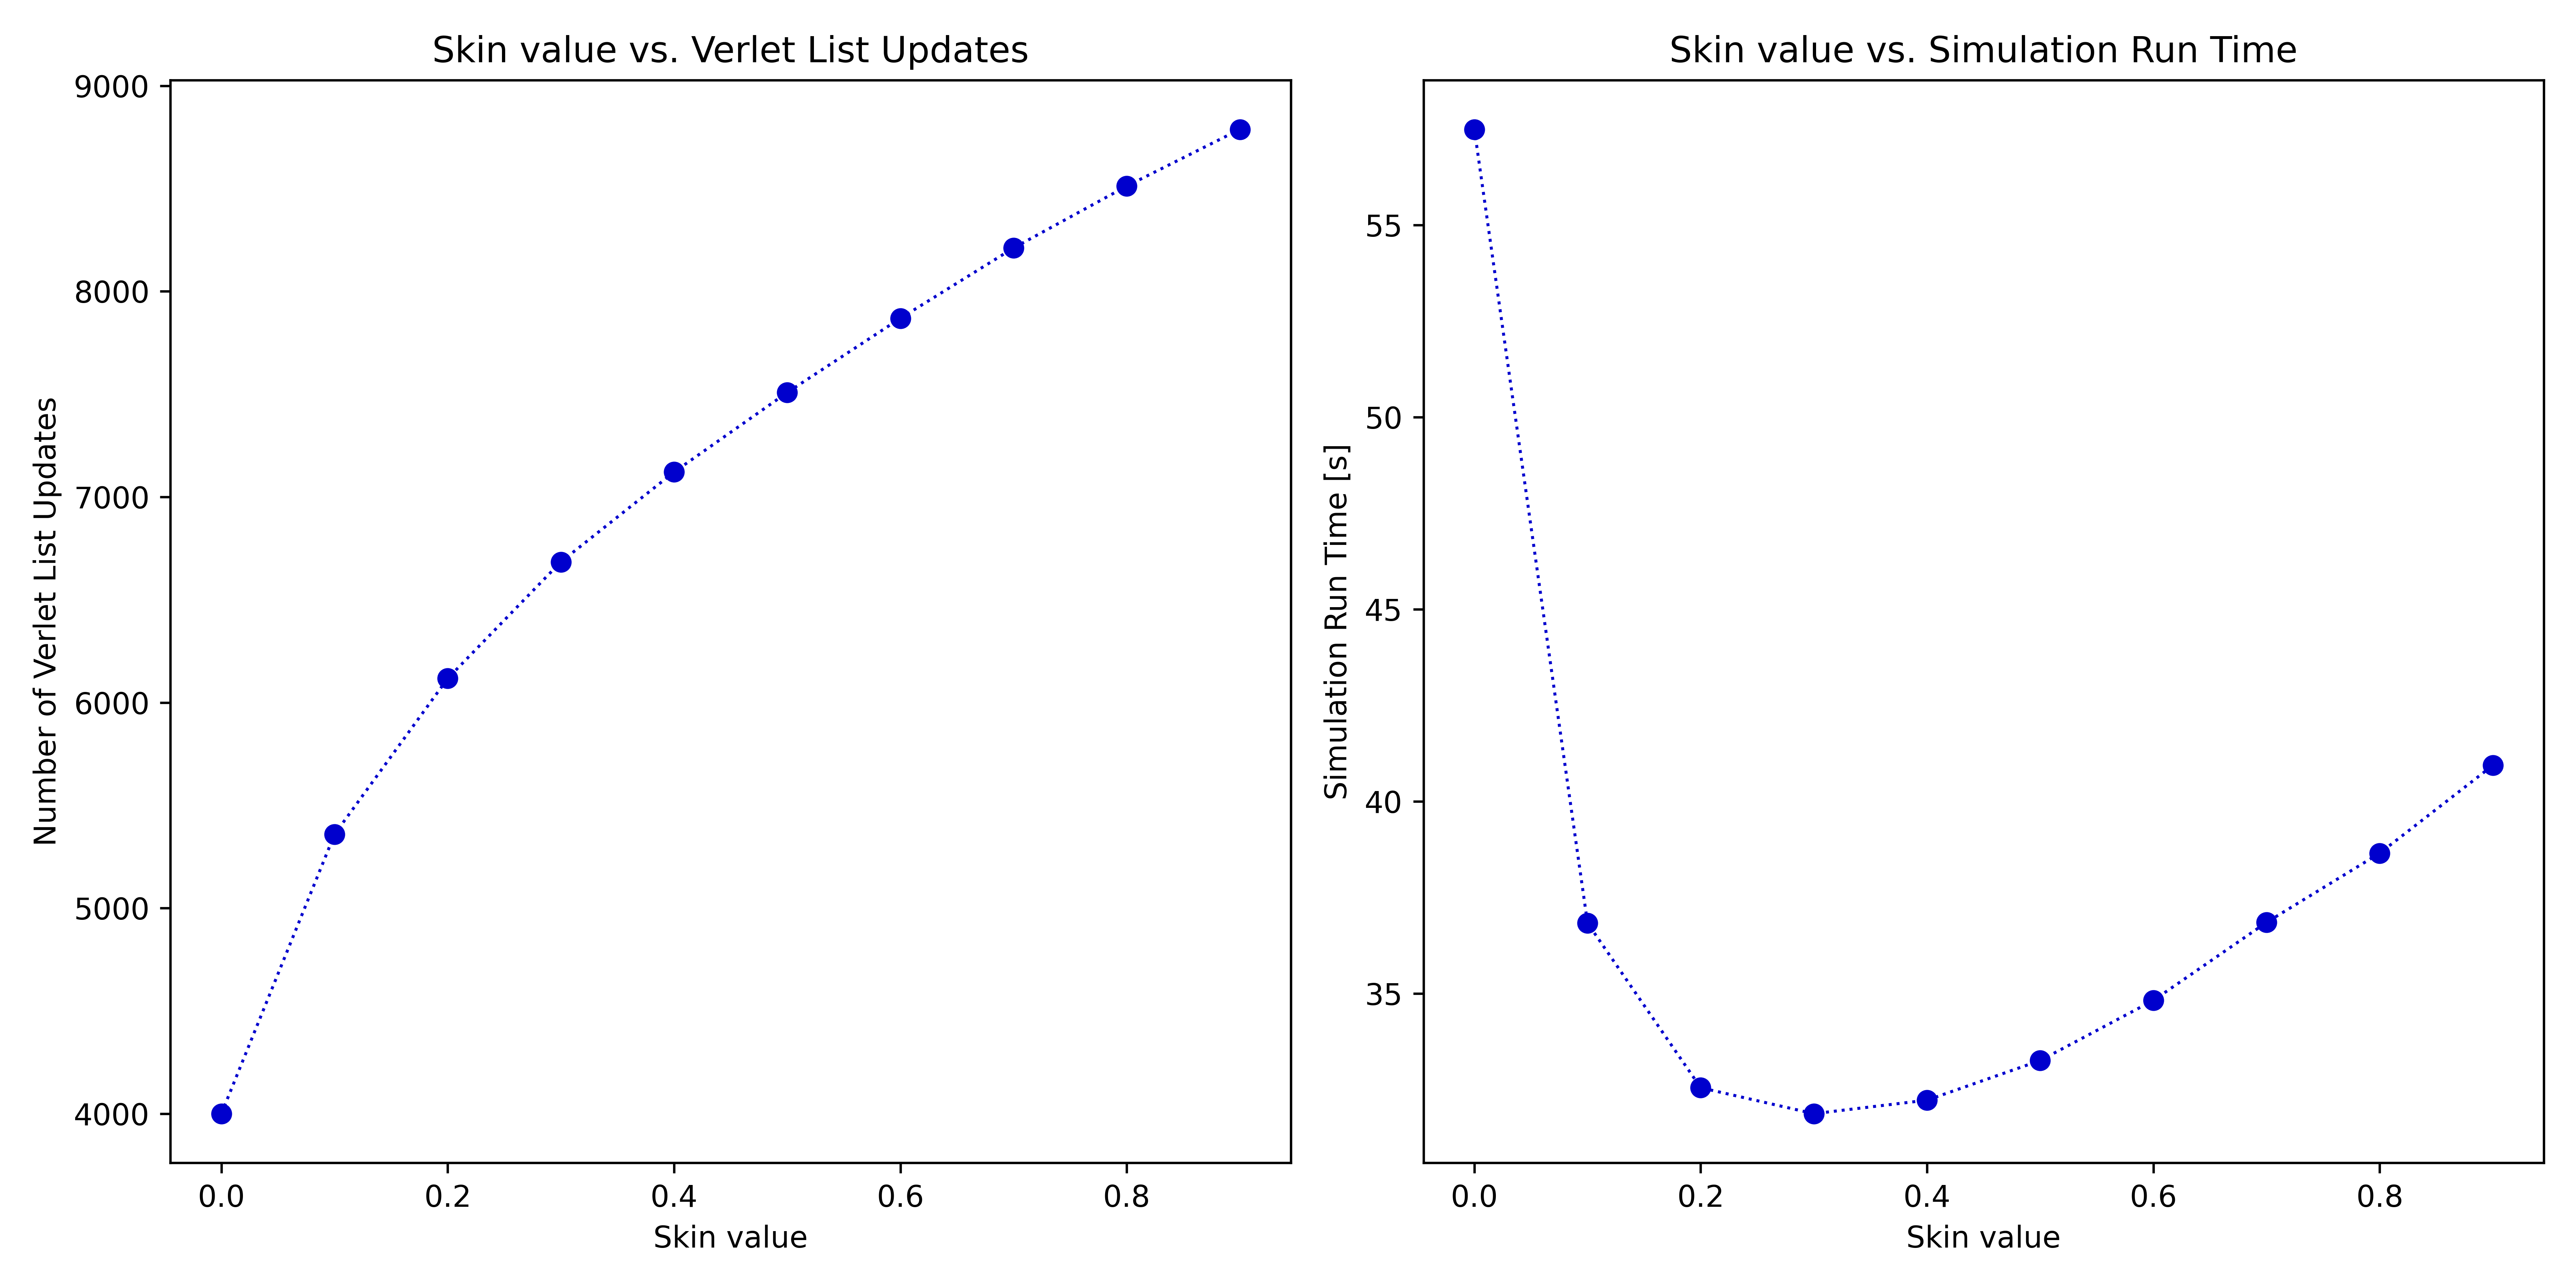 Skin value vs. Verlet List Updates
Number of Verlet List Updates
9000
8000
7000
6000
5000
4000
0.0 0.2 0.4 0.6 0.8
Skin value
Skin value vs. Simulation Run Time
Simulation Run Time [s]
55
50
45
40
35
0.0 0.2 0.4 0.6 0.8
Skin value